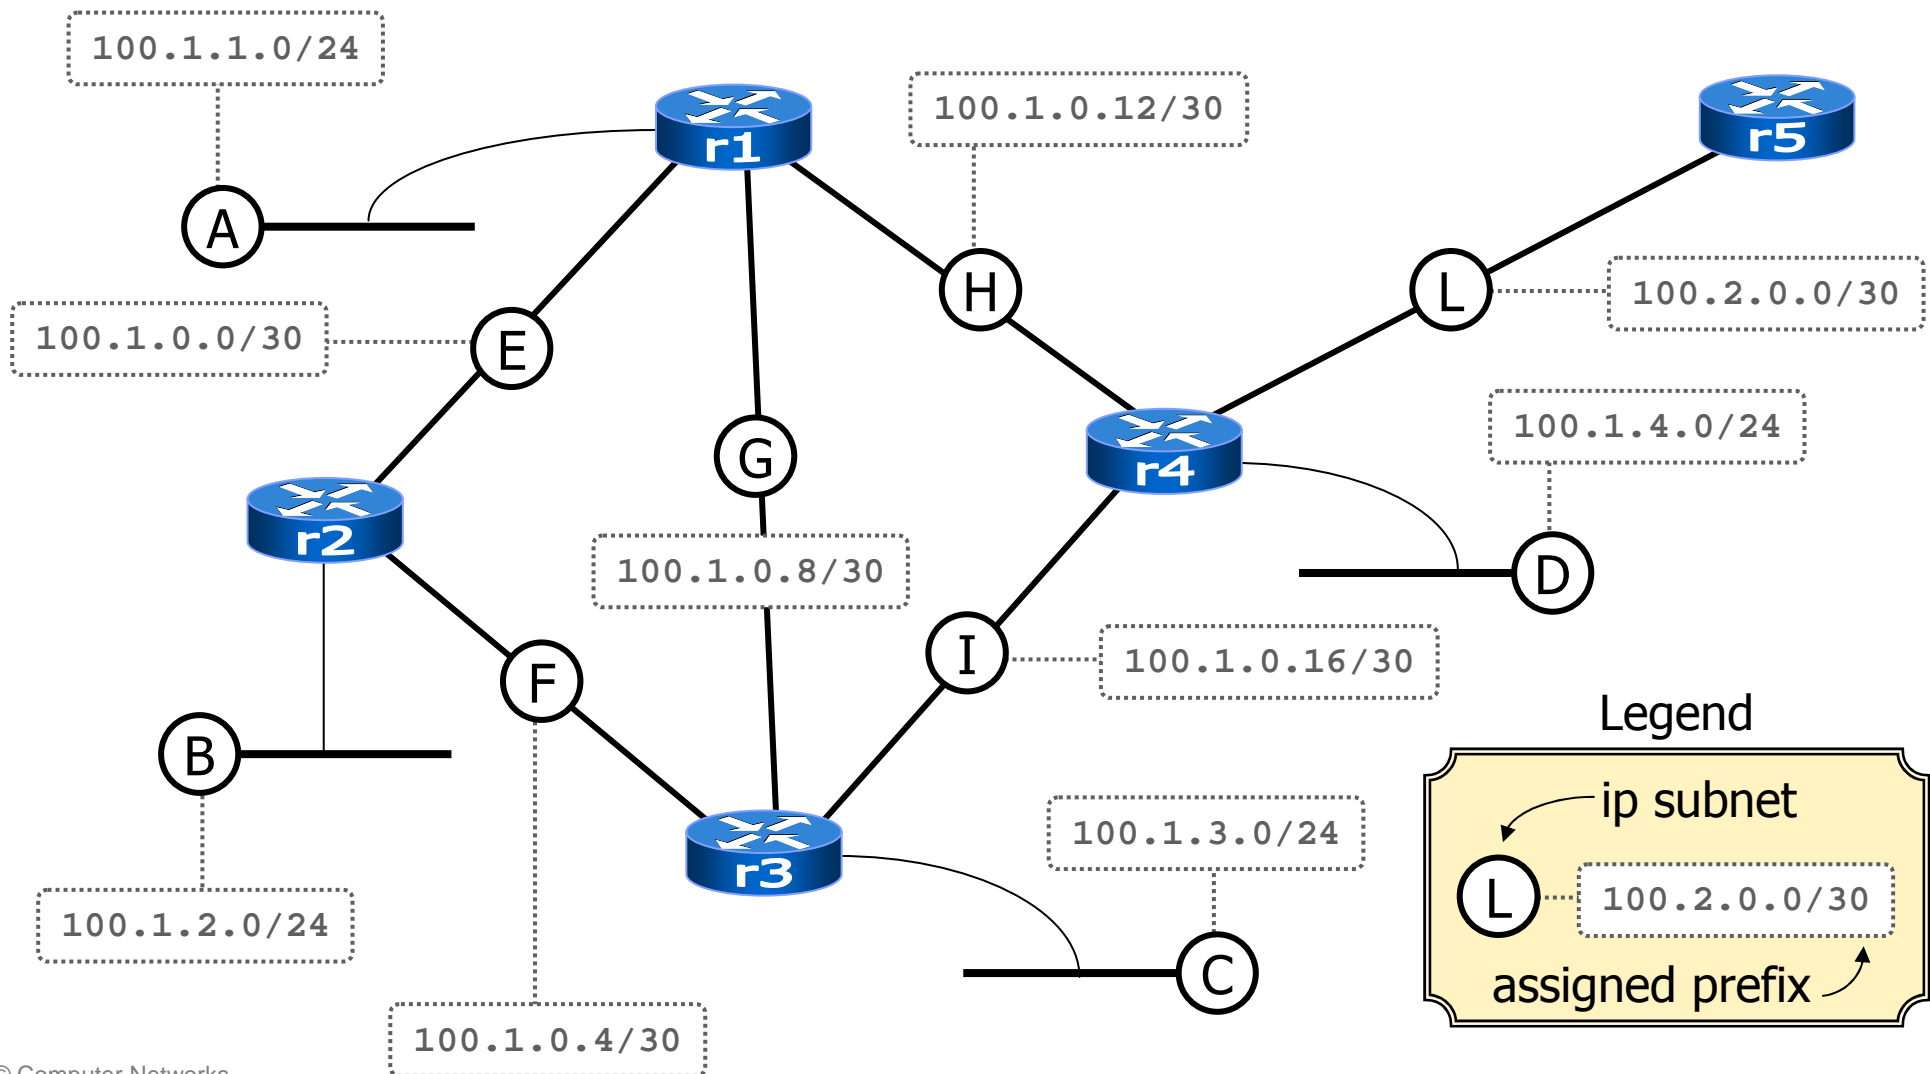 100.1.1.0/24
r1
100.1.0.12/30
r5
A
H
L
100.2.0.0/30
100.1.0.0/30
E
G
r4
100.1.4.0/24
r2
100.1.0.8/30
D
F
I
100.1.0.16/30
B
Legend
ip subnet
r3
100.1.3.0/24
L
100.2.0.0/30
100.1.2.0/24
C
assigned prefix
100.1.0.4/30
© Computer Networks